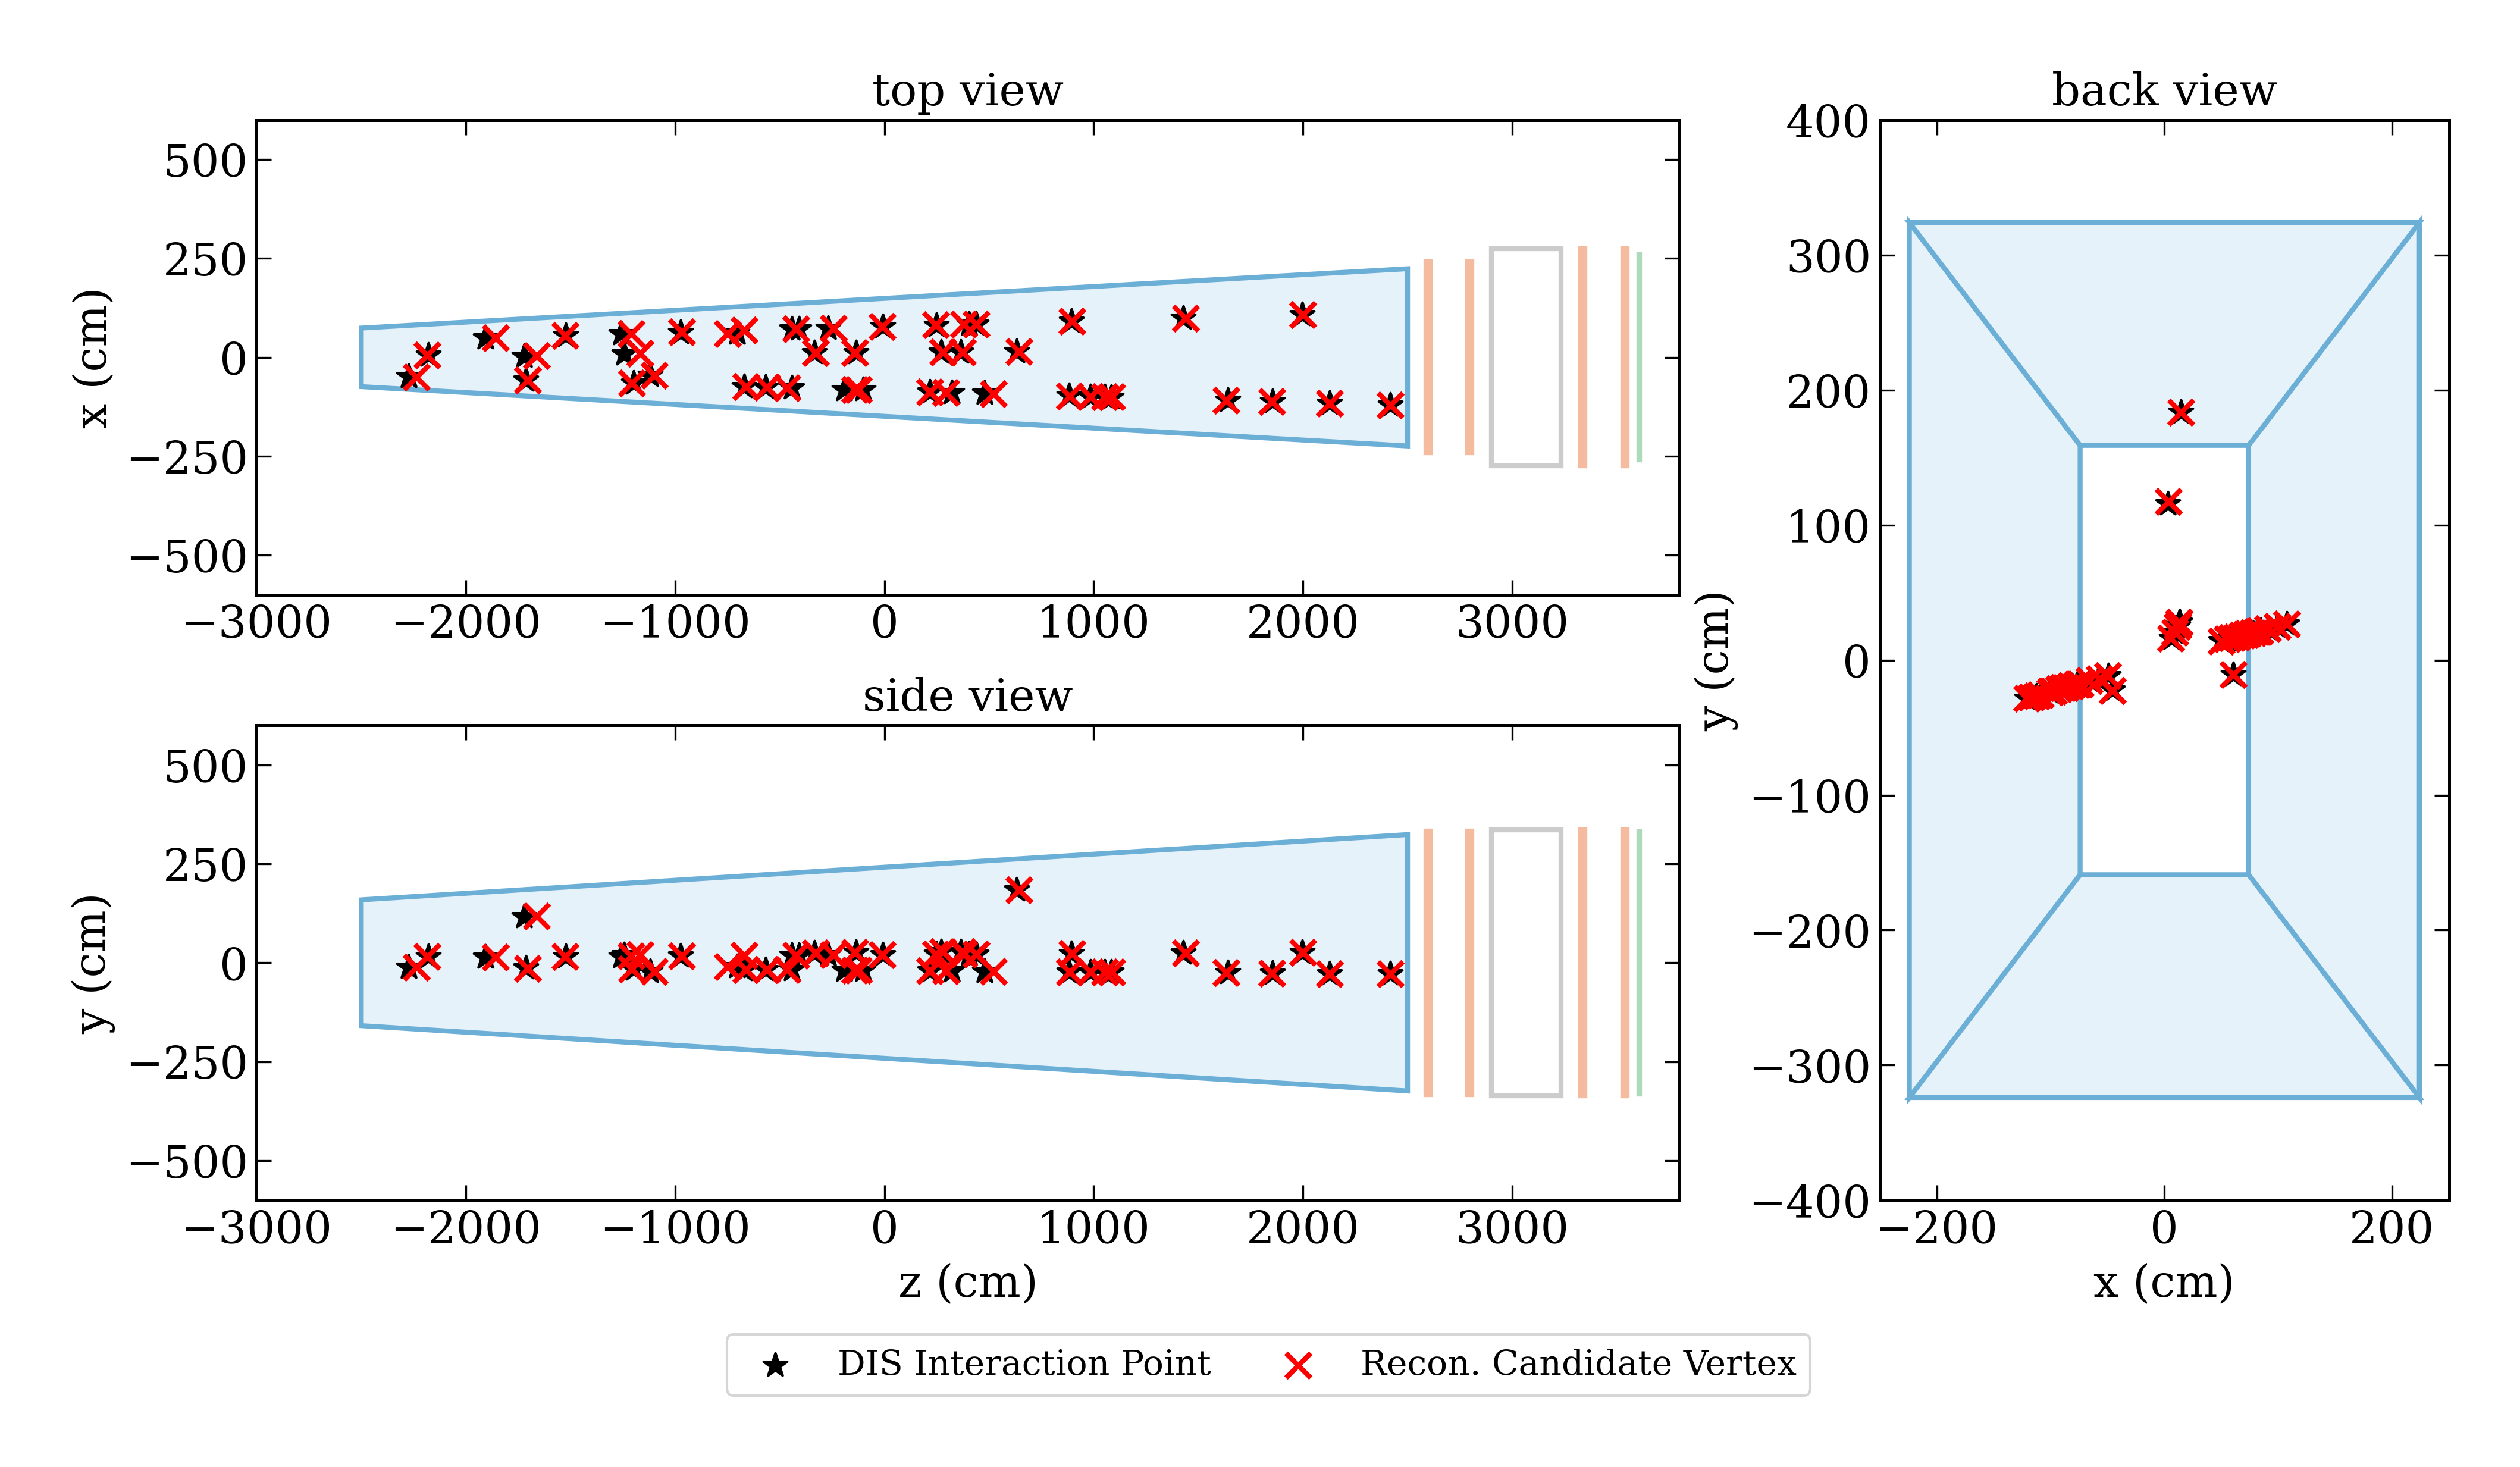 top view
x (cm)
500
250
0
−250
−500
−3000 −2000 −1000 0 1000 2000 3000
side view
y (cm)
500
250
0
−250
−500
−3000 −2000 −1000 0 1000 2000 3000
z (cm)
back view
y (cm)
400
300
200
100
0
−100
−200
−300
−400
−200 0 200
x (cm)
DIS Interaction Point Recon. Candidate Vertex